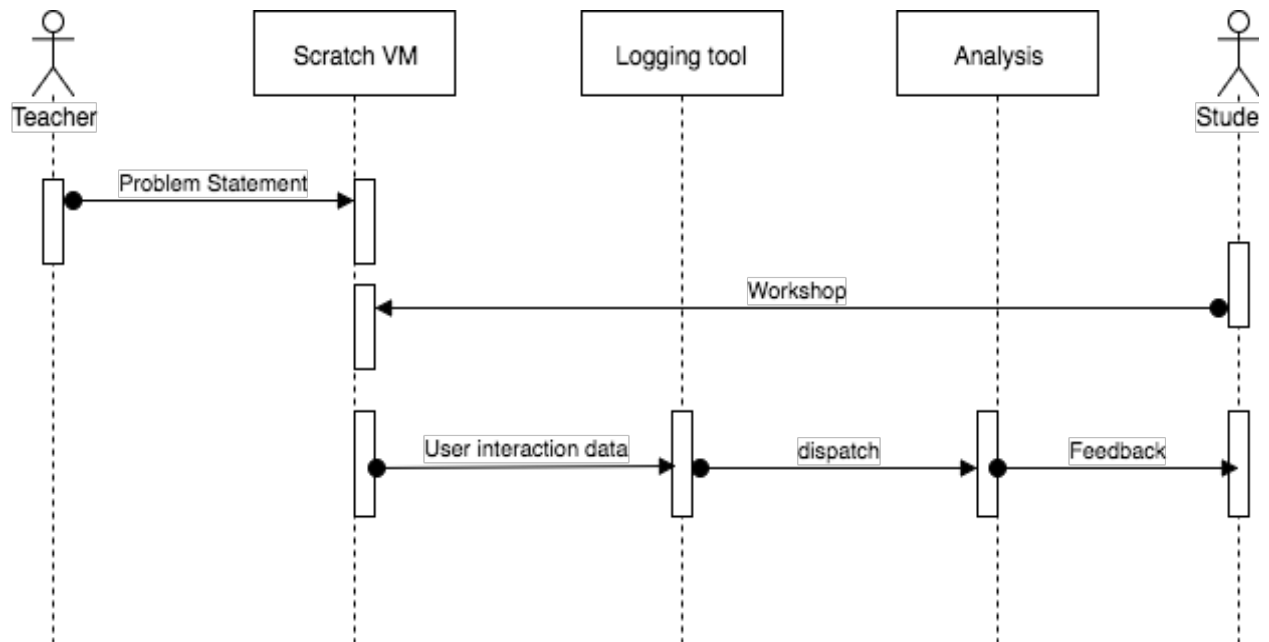 Scratch VM
Logging tool
Analysis
Teacher
Stude
Problem Statement
Workshop
User interaction data
dispatch
Feedback